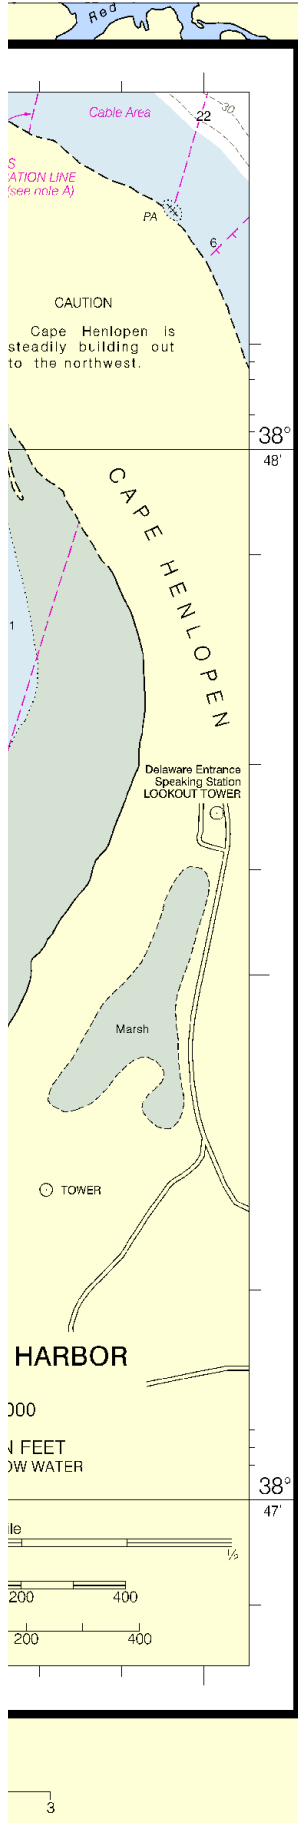 Red
30
Cable Area
22
S
ATION LINE
(see note A)
PA
6
CAUTION
Cape Henlopen is
steadily building out
to the northwest.
38°
48'
CAPE HENLOPEN
1
Delaware Entrance
Speaking Station
LOOKOUT TOWER
Marsh
TOWER
HARBOR
000
N FEET
OW WATER
38°
47'
ile
½
200 400
200 400
3